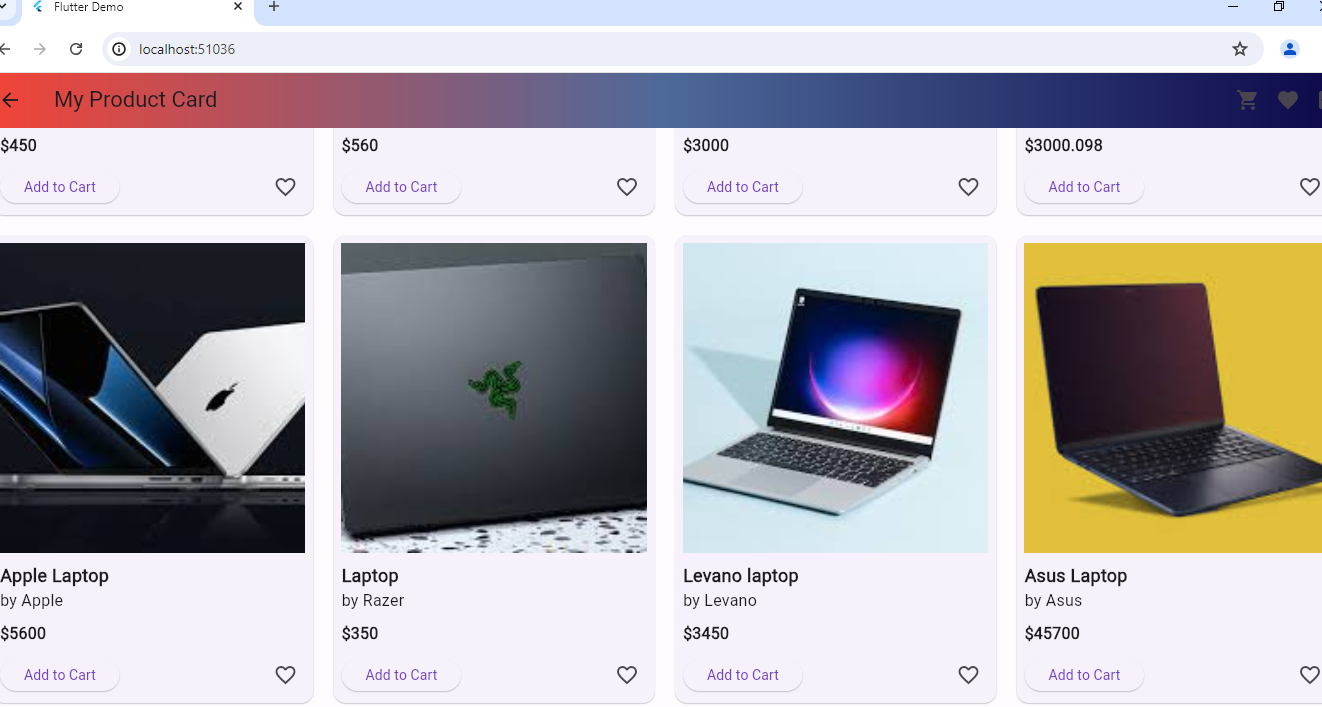 Flutter Demo
localhost:51036
My Product Card
$450
$560
$3000
$3000.098
Add to Cart
Add to Cart
Add to Cart
Add to Cart
Apple Laptop
by Apple
$5600
Add to Cart
Laptop
by Razer
$350
Add to Cart
Levano laptop
by Levano
$3450
Add to Cart
Asus Laptop
by Asus
$45700
Add to Cart